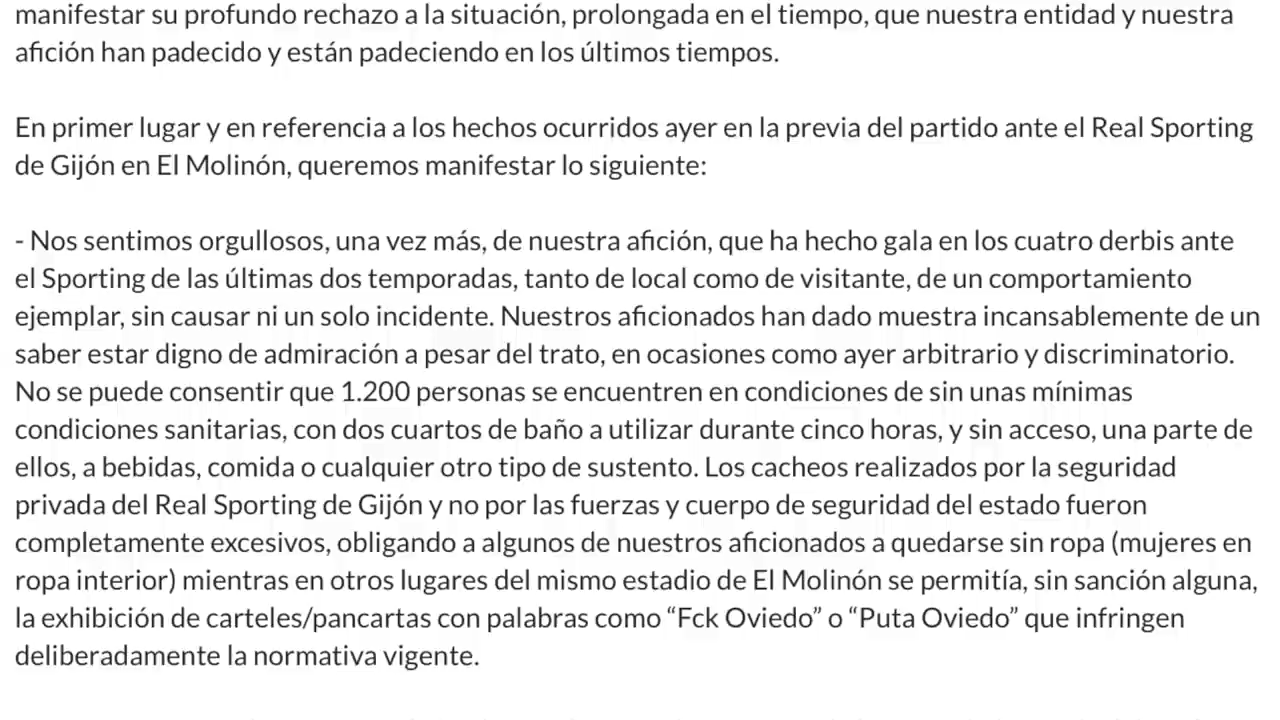 manifestar su profundo rechazo a la situación, prolongada en el tiempo, que nuestra entidad y nuestra
afición han padecido y están padeciendo en los últimos tiempos.
En primer lugar y en referencia a los hechos ocurridos ayer en la previa del partido ante el Real Sporting
de Gijón en El Molinón, queremos manifestar lo siguiente:
- Nos sentimos orgullosos, una vez más, de nuestra afición, que ha hecho gala en los cuatro derbis ante
el Sporting de las últimas dos temporadas, tanto de local como de visitante, de un comportamiento
ejemplar, sin causar ni un solo incidente. Nuestros aficionados han dado muestra incansablemente de un
saber estar digno de admiración a pesar del trato, en ocasiones como ayer arbitrario y discriminatorio.
No se puede consentir que 1.200 personas se encuentren en condiciones de sin unas mínimas
condiciones sanitarias, con dos cuartos de baño a utilizar durante cinco horas, y sin acceso, una parte de
ellos, a bebidas, comida o cualquier otro tipo de sustento. Los cacheos realizados por la seguridad
privada del Real Sporting de Gijón y no por las fuerzas y cuerpo de seguridad del estado fueron
completamente excesivos, obligando a algunos de nuestros aficionados a quedarse sin ropa (mujeres en
ropa interior) mientras en otros lugares del mismo estadio de El Molinón se permitía, sin sanción alguna,
la exhibición de carteles/pancartas con palabras como “Fck Oviedo” o “Puta Oviedo” que infringen
deliberadamente la normativa vigente.